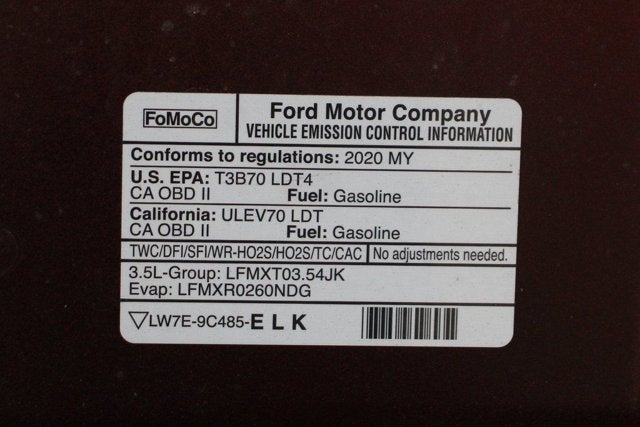 FoMoCo
Ford Motor Company
VEHICLE EMISSION CONTROL INFORMATION
Conforms to regulations: 2020 MY
U.S. EPA: T3B70 LDT4
CA OBD II Fuel: Gasoline
California: ULEV70 LDT
CA OBD II Fuel: Gasoline
TWC/DFI/SFI/WR-HO2S/HO2S/TC/CAC No adjustments needed.
3.5L-Group: LFMXT03.54JK
Evap: LFMXR0260NDG
LW7E-9C485-E L K